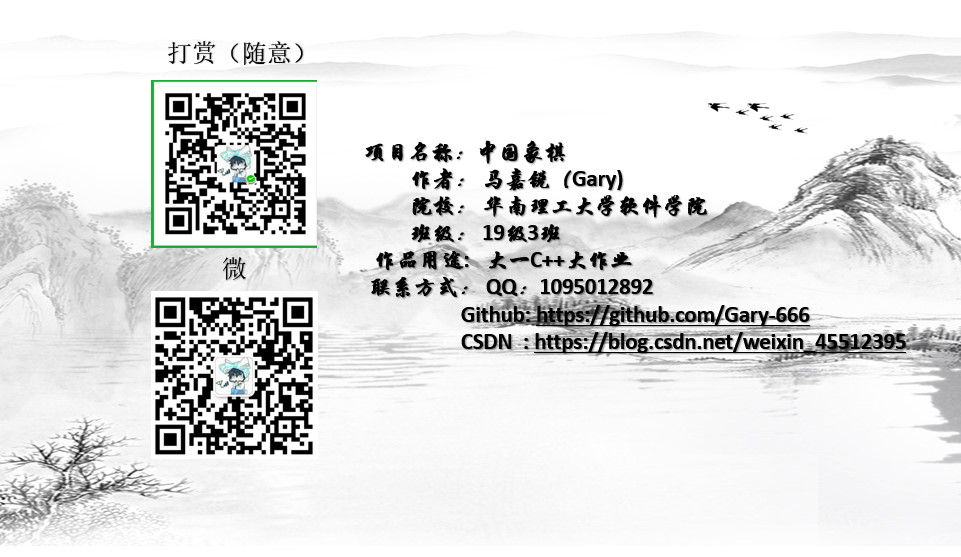 打赏（随意）
微
项目名称：中国象棋
作者：马嘉锐（Gary)
院校：华南理工大学软件学院
班级：19级3班
作品用途：大一C++大作业
联系方式：QQ：1095012892
Github: https://github.com/Gary-666
CSDN : https://blog.csdn.net/weixin_45512395